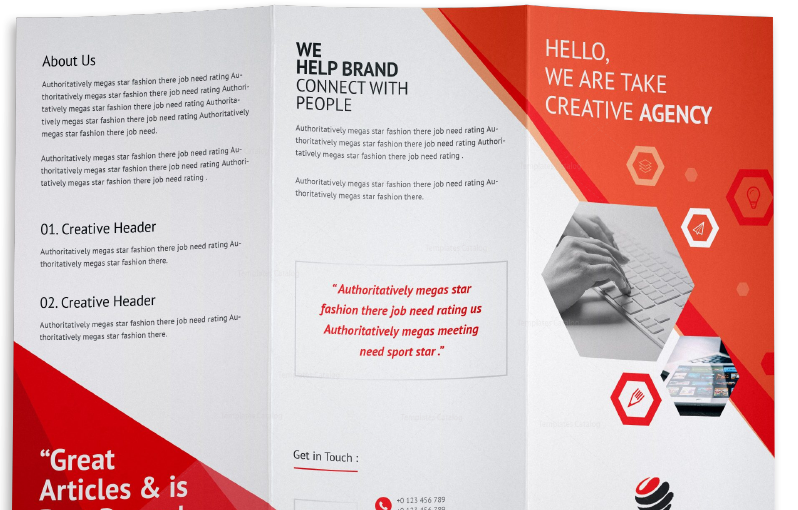 About Us
Authoritatively megas star fashion there job need rating Au-
thoritatively megas star fashion there job need rating Authori-
tatively megas star fashion there job need rating Authorita-
tively megas star fashion there job need rating Authoritatively
megas star fashion there job need.
Authoritatively megas star fashion there job need rating Au-
thoritatively megas star fashion there job need rating Authori-
tatively megas star fashion there job need rating .
01. Creative Header
Authoritatively megas star fashion there job need rating Au-
thoritatively megas star fashion there.
02. Creative Header
Authoritatively megas star fashion there job need rating Au-
thoritatively megas star fashion there.
“Great
Articles & is
WE
HELP BRAND
CONNECT WITH
PEOPLE
Authoritatively megas star fashion there job need rating Au-
thoritatively megas star fashion there job need rating Authori-
tatively megas star fashion there job need rating .
Authoritatively megas star fashion there job need rating Au-
thoritatively megas star fashion there.
“Authoritatively megas star
fashion there job need rating us
Authoritatively megas meeting
need sport star.”
Get in Touch :
+0 123 456 789
+0 123 456 789
HELLO,
WE ARE TAKE
CREATIVE AGENCY